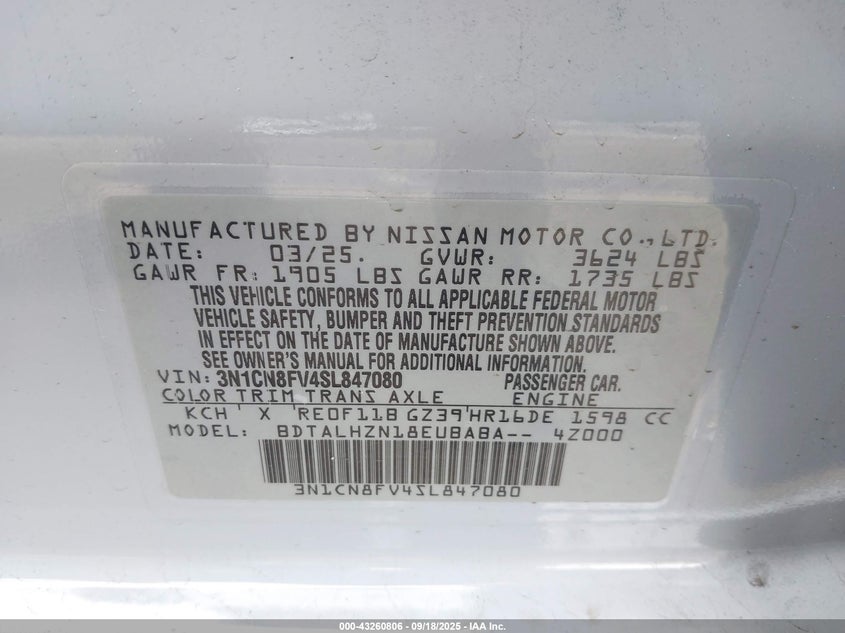 MANUFACTURED BY NISSAN MOTOR CO., LTD.
DATE: 03/25. GVWR: 3624 LBS
GAWR FR: 1905 LBS GAWR RR: 1735 LBS
THIS VEHICLE CONFORMS TO ALL APPLICABLE FEDERAL MOTOR
VEHICLE SAFETY, BUMPER AND THEFT PREVENTION STANDARDS
IN EFFECT ON THE DATE OF MANUFACTURE SHOWN ABOVE.
SEE OWNER'S MANUAL FOR ADDITIONAL INFORMATION.
VIN: 3N1CN8FV4SL847080 PASSENGER CAR.
COLOR TRIM TRANS AXLE ENGINE
KCH ' X 'RE0F11B GZ39'HR16DE 1598 CC
MODEL: BDTALHZN18EUBABA-- 4Z000
3N1CN8FV4SL847080
000-43260806 - 09/18/2025 - IAA Inc.